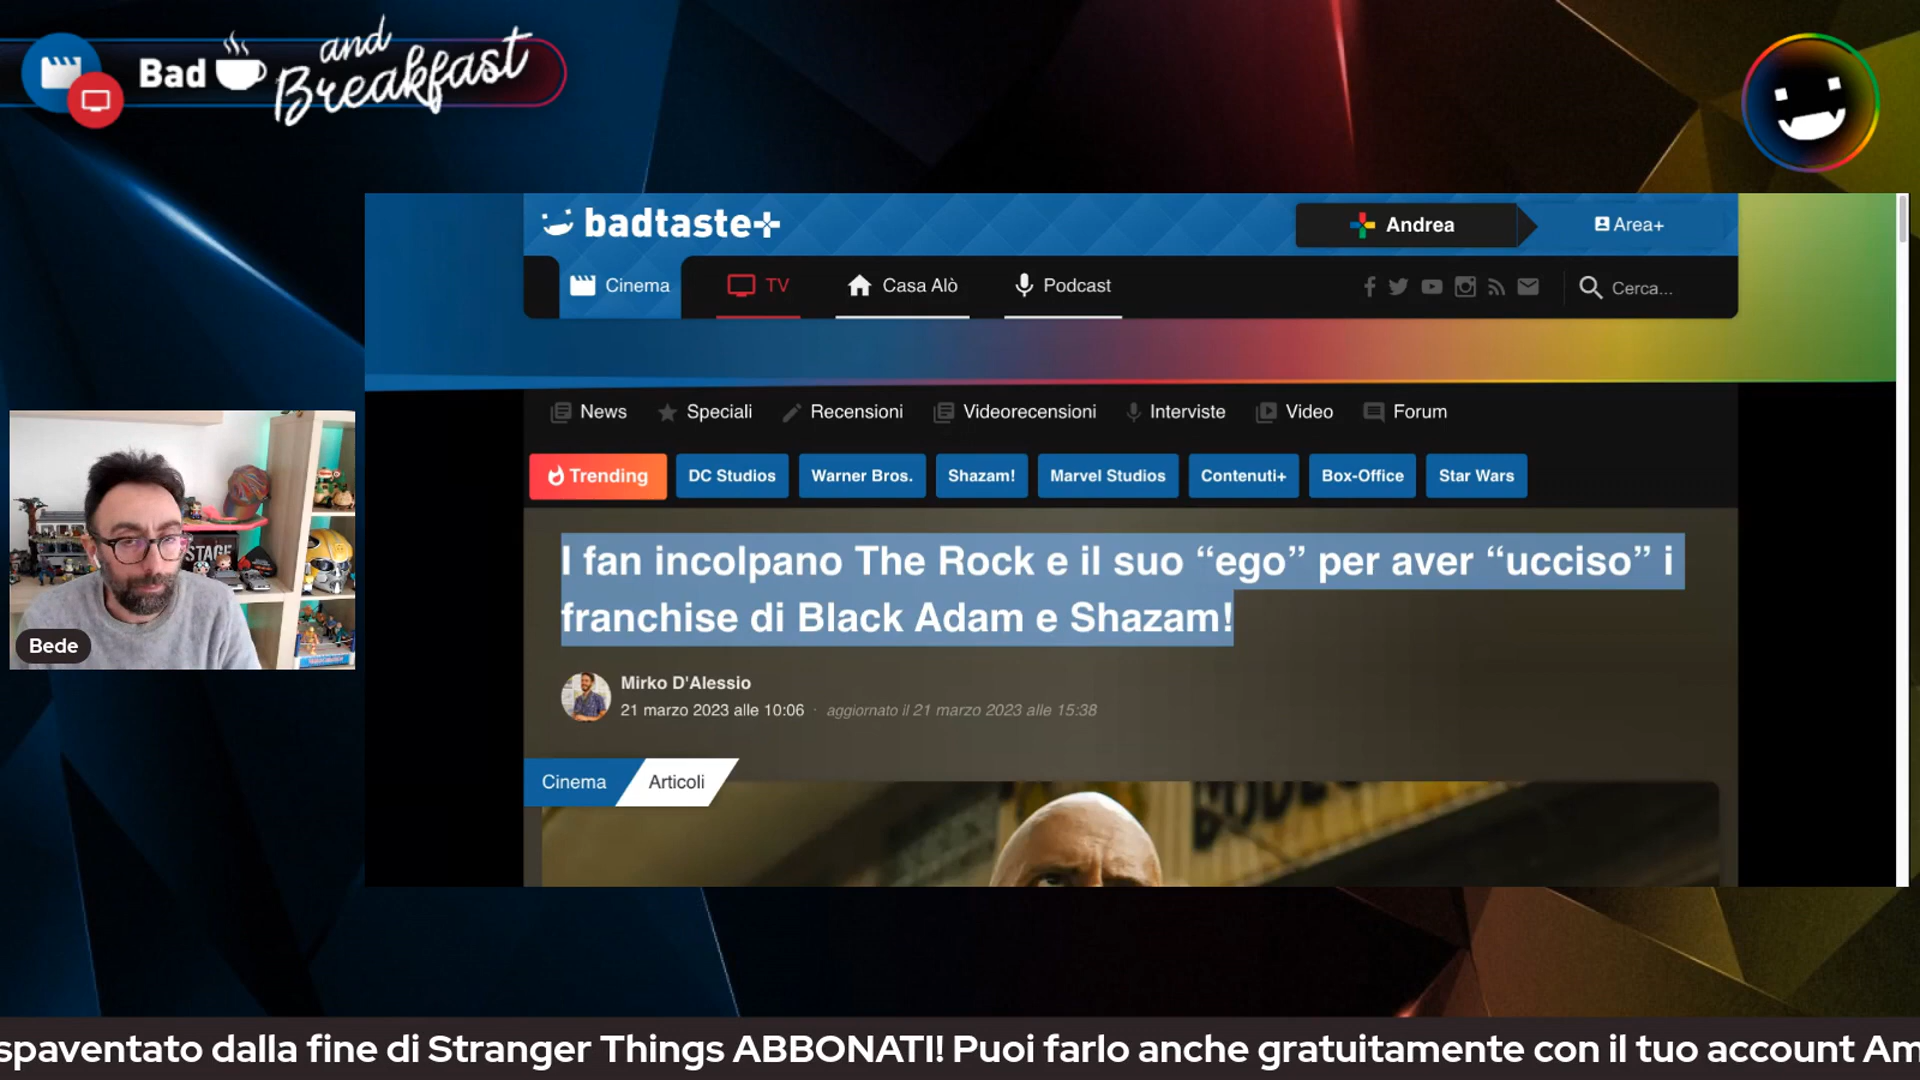 Bad and Breakfast
badtaste+
Andrea
Area+
Cinema
TV
Casa Alò
Podcast
Cerca...
News
Speciali
Recensioni
Videorecensioni
Interviste
Video
Forum
Trending
DC Studios
Warner Bros.
Shazam!
Marvel Studios
Contenuti+
Box-Office
Star Wars
I fan incolpano The Rock e il suo “ego” per aver “ucciso” i
franchise di Black Adam e Shazam!
Mirko D'Alessio
21 marzo 2023 alle 10:06 · aggiornato il 21 marzo 2023 alle 15:38
Cinema
Articoli
STAGE
Bede
spaventato dalla fine di Stranger Things ABBONATI! Puoi farlo anche gratuitamente con il tuo account Am